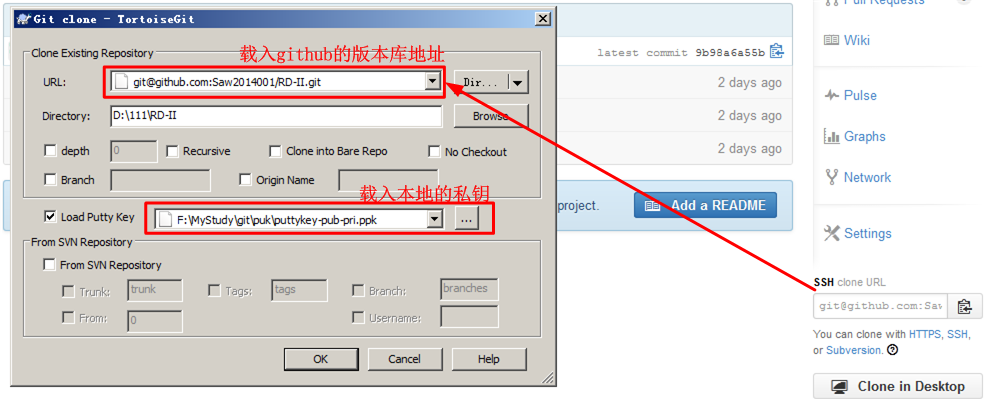 Git clone - TortoiseGit
Clone Existing Repository
载入github的版本库地址
URL:
git@github.com:Saw2014001/RD-II.git
Dir...
Directory:
D:\111\RD-II
Browse
depth
0
Recursive
Clone into Bare Repo
No Checkout
Branch
Origin Name
载入本地的私钥
Load Putty Key
F:\MyStudy\git\puk\puttykey-pub-pri.ppk
...
From SVN Repository
From SVN Repository
Trunk:
trunk
Tags:
tags
Branch:
branches
From:
0
Username:
OK
Cancel
Help
latest commit 9b98a6a55b
2 days ago
2 days ago
2 days ago
project.
Add a README
Pull Requests
Wiki
Pulse
Graphs
Network
Settings
SSH clone URL
git@github.com:Saw
You can clone with HTTPS, SSH,
or Subversion.
Clone in Desktop